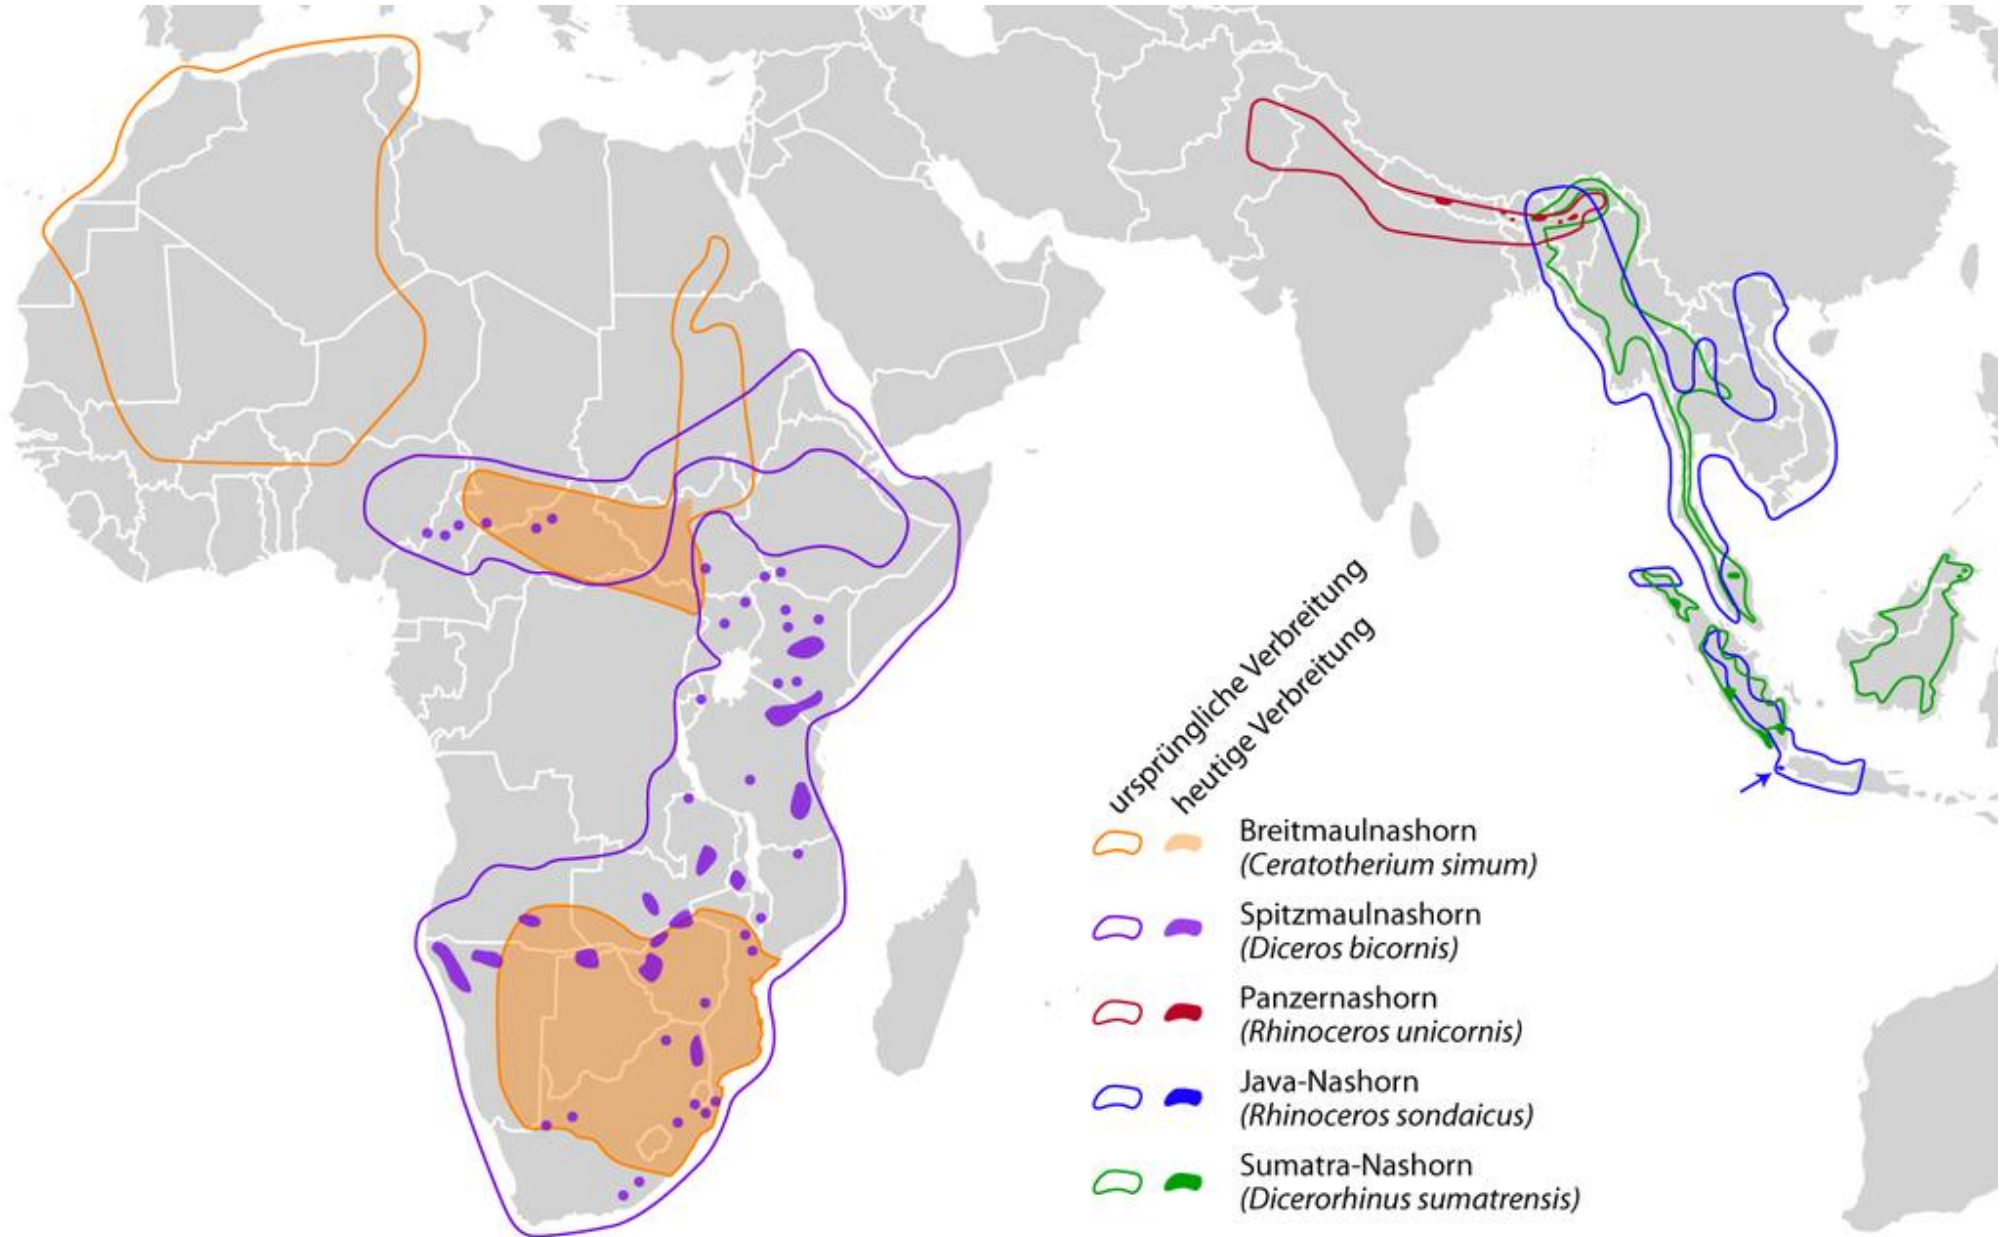 ursprüngliche Verbreitung
heutige Verbreitung
Breitmaulnashorn
(Ceratotherium simum)
Spitzmaulnashorn
(Diceros bicornis)
Panzernashorn
(Rhinoceros unicornis)
Java-Nashorn
(Rhinoceros sondaicus)
Sumatra-Nashorn
(Dicerorhinus sumatrensis)